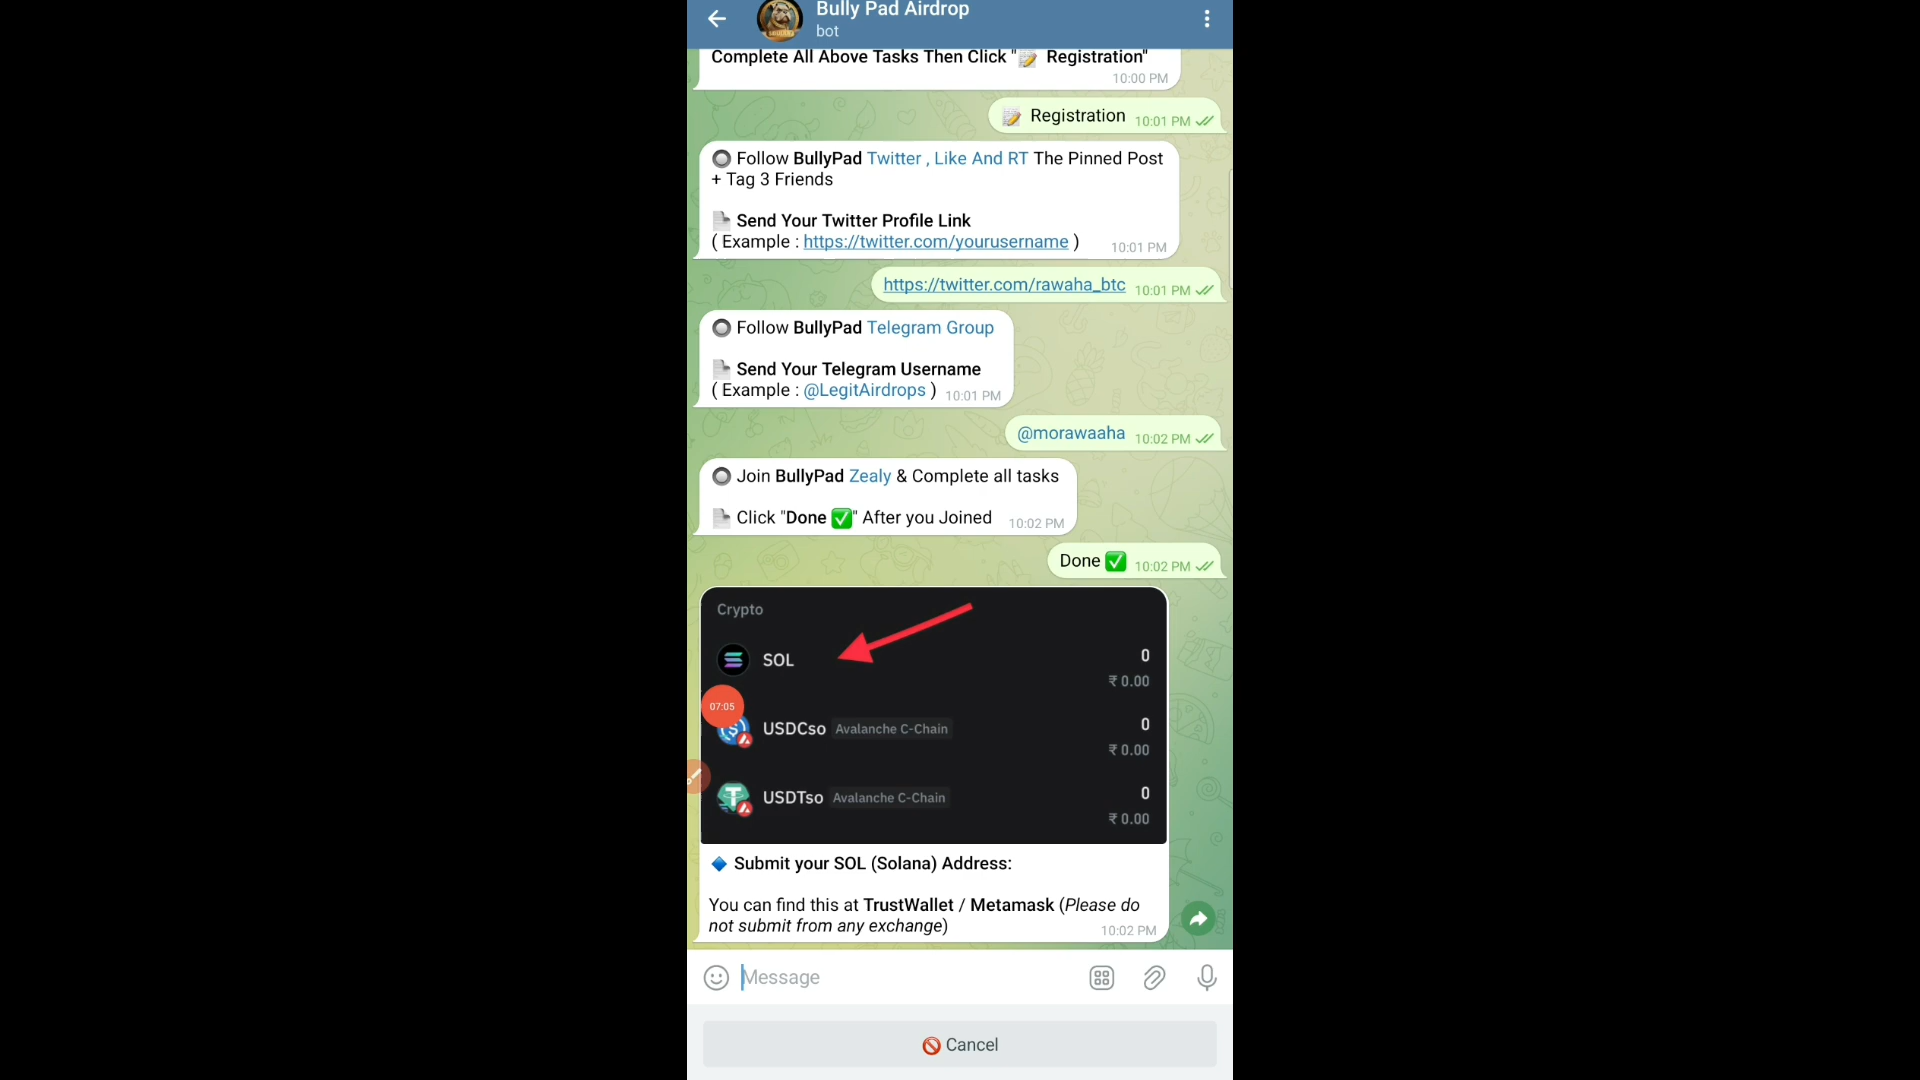 Bully Pad Airdrop
bot
Complete All Above Tasks Then Click "📝 Registration"
10:00 PM
📝 Registration 10:01 PM
🔘 Follow BullyPad Twitter , Like And RT The Pinned Post
+ Tag 3 Friends
📄 Send Your Twitter Profile Link
( Example : https://twitter.com/yourusername ) 10:01 PM
https://twitter.com/rawaha_btc 10:01 PM
🔘 Follow BullyPad Telegram Group
📄 Send Your Telegram Username
( Example : @LegitAirdrops ) 10:01 PM
@morawaaha 10:02 PM
🔘 Join BullyPad Zealy & Complete all tasks
📄 Click "Done ✅" After you Joined 10:02 PM
Done ✅ 10:02 PM
Crypto
SOL 0
₹ 0.00
07:05
USDCso Avalanche C-Chain 0
₹ 0.00
USDTso Avalanche C-Chain 0
₹ 0.00
🔹 Submit your SOL (Solana) Address:
You can find this at TrustWallet / Metamask (Please do
not submit from any exchange) 10:02 PM
Message
🚫 Cancel